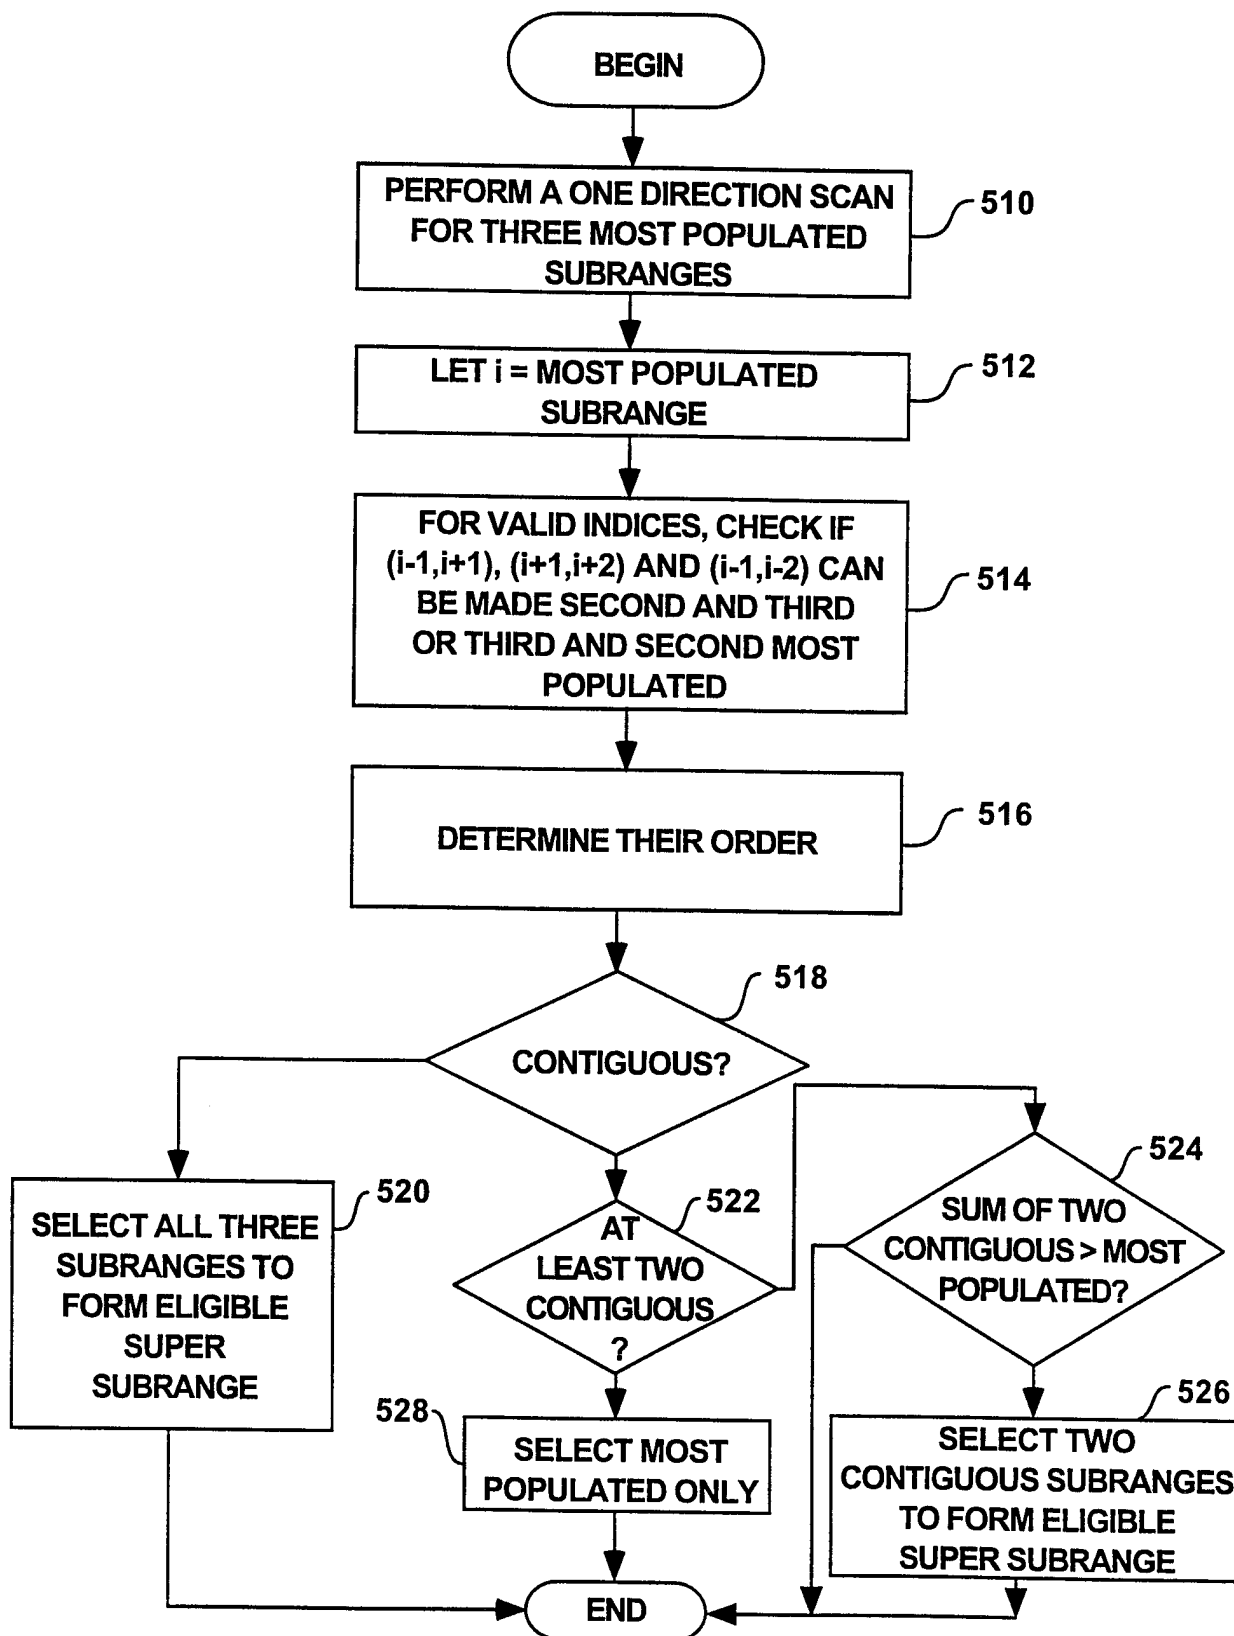 BEGIN
PERFORM A ONE DIRECTION SCAN
FOR THREE MOST POPULATED
SUBRANGES
510
LET i = MOST POPULATED
SUBRANGE
512
FOR VALID INDICES, CHECK IF
(i-1,i+1), (i+1,i+2) AND (i-1,i-2) CAN
BE MADE SECOND AND THIRD
OR THIRD AND SECOND MOST
POPULATED
514
DETERMINE THEIR ORDER
516
CONTIGUOUS?
518
SELECT ALL THREE
SUBRANGES TO
FORM ELIGIBLE
SUPER
SUBRANGE
520
AT
LEAST TWO
CONTIGUOUS
?
522
SUM OF TWO
CONTIGUOUS > MOST
POPULATED?
524
528
SELECT MOST
POPULATED ONLY
SELECT TWO
CONTIGUOUS SUBRANGES
TO FORM ELIGIBLE
SUPER SUBRANGE
526
END